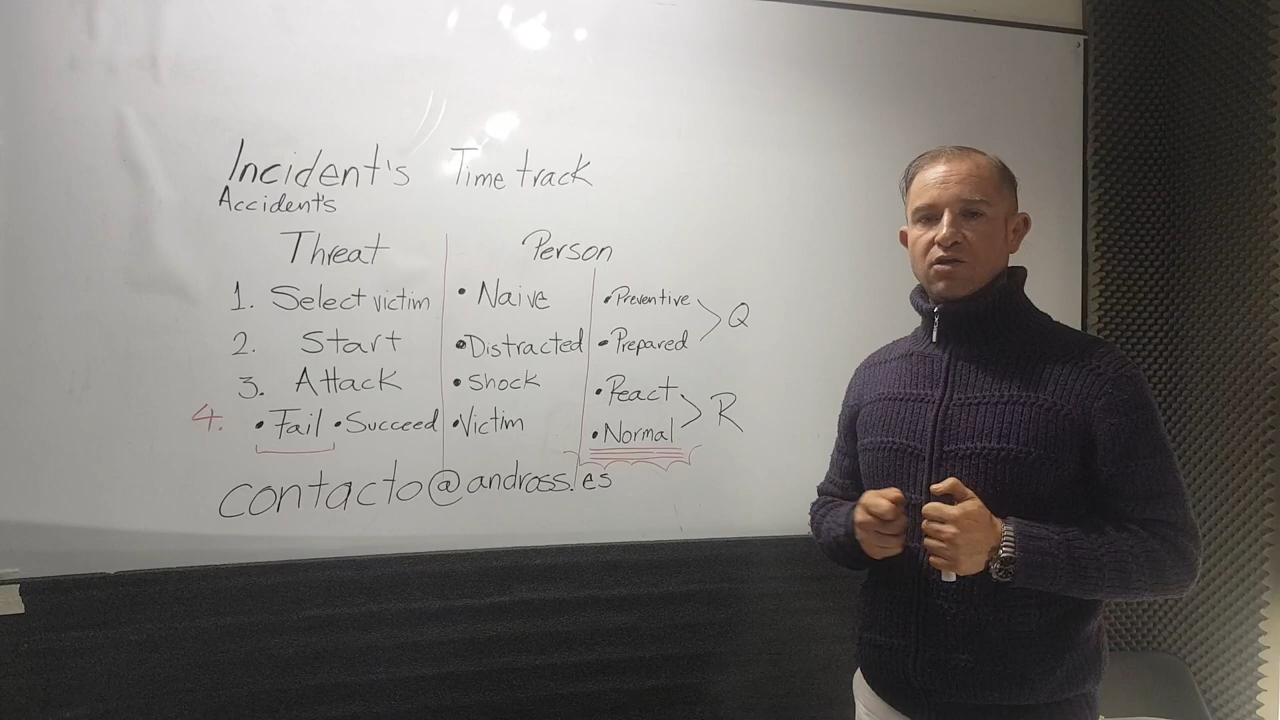 Incident's Time track
Accident's
Threat Person
1. Select victim • Naive • Preventive > Q
2. Start • Distracted • Prepared
3. Attack • Shock • React > R
4. • Fail • Succeed • Victim • Normal
contacto@andross.es